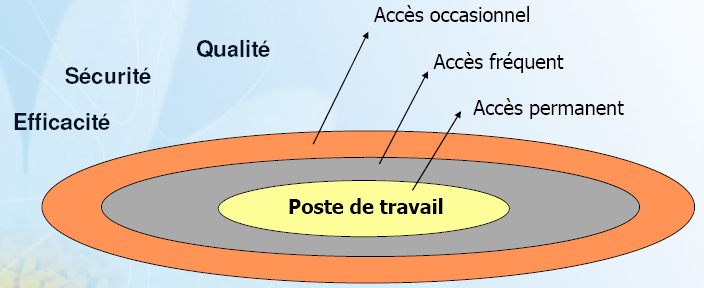 Accès occasionnel
Qualité
Accès fréquent
Sécurité
Accès permanent
Efficacité
Poste de travail